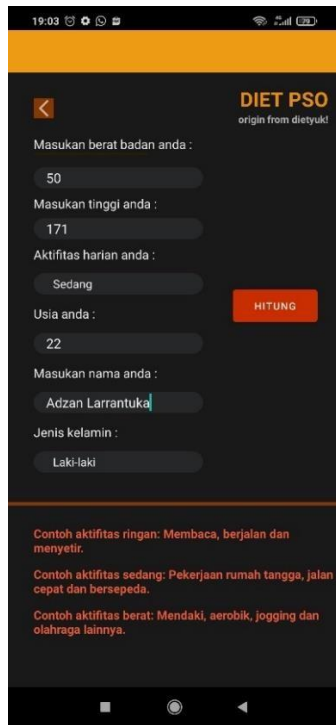 19:03
79
DIET PSO
origin from dietyuk!
Masukan berat badan anda :
50
Masukan tinggi anda :
171
Aktifitas harian anda :
Sedang
HITUNG
Usia anda :
22
Masukan nama anda :
Adzan Larrantuka
Jenis kelamin :
Laki-laki
Contoh aktifitas ringan: Membaca, berjalan dan
menyetir.
Contoh aktifitas sedang: Pekerjaan rumah tangga, jalan
cepat dan bersepeda.
Contoh aktifitas berat: Mendaki, aerobik, jogging dan
olahraga lainnya.